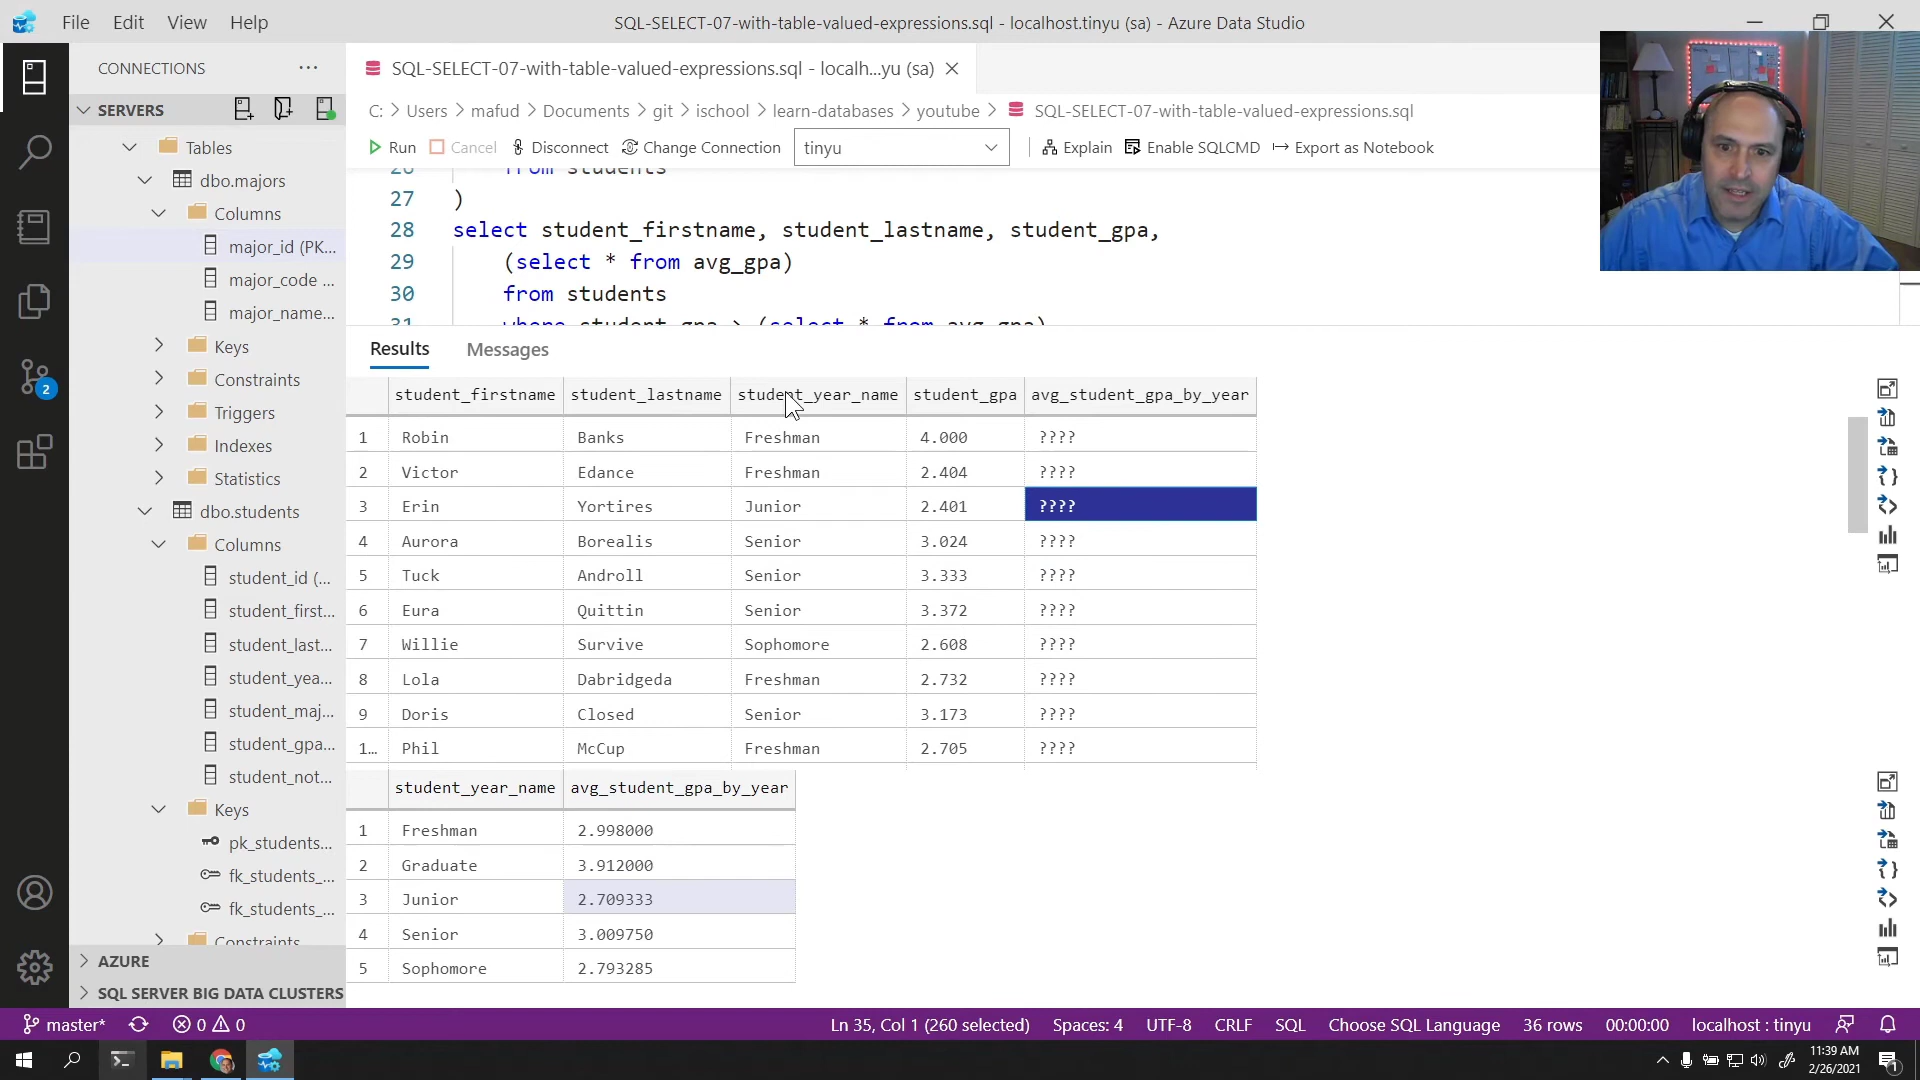 File Edit View Help
SQL-SELECT-07-with-table-valued-expressions.sql - localhost.tinyu (sa) - Azure Data Studio
CONNECTIONS
SERVERS
Tables
dbo.majors
Columns
major_id (PK...
major_code ...
major_name...
Keys
Constraints
Triggers
Indexes
Statistics
dbo.students
Columns
student_id (...
student_first...
student_last...
student_yea...
student_maj...
student_gpa...
student_not...
Keys
pk_students...
fk_students_...
fk_students_...
Constraints
AZURE
SQL SERVER BIG DATA CLUSTERS
2
SQL-SELECT-07-with-table-valued-expressions.sql - localh...yu (sa)
C: > Users > mafud > Documents > git > ischool > learn-databases > youtube > SQL-SELECT-07-with-table-valued-expressions.sql
Run Cancel Disconnect Change Connection tinyu Explain Enable SQLCMD Export as Notebook
26 from students
27 )
28 select student_firstname, student_lastname, student_gpa,
29 (select * from avg_gpa)
30 from students
31 where student_gpa > (select * from avg_gpa)
Results Messages
student_firstname student_lastname student_year_name student_gpa avg_student_gpa_by_year
1 Robin Banks Freshman 4.000 ????
2 Victor Edance Freshman 2.404 ????
3 Erin Yortires Junior 2.401 ????
4 Aurora Borealis Senior 3.024 ????
5 Tuck Androll Senior 3.333 ????
6 Eura Quittin Senior 3.372 ????
7 Willie Survive Sophomore 2.608 ????
8 Lola Dabridgeda Freshman 2.732 ????
9 Doris Closed Senior 3.173 ????
1... Phil McCup Freshman 2.705 ????
student_year_name avg_student_gpa_by_year
1 Freshman 2.998000
2 Graduate 3.912000
3 Junior 2.709333
4 Senior 3.009750
5 Sophomore 2.793285
master* 0 0 Ln 35, Col 1 (260 selected) Spaces: 4 UTF-8 CRLF SQL Choose SQL Language 36 rows 00:00:00 localhost : tinyu
11:39 AM
2/26/2021
1